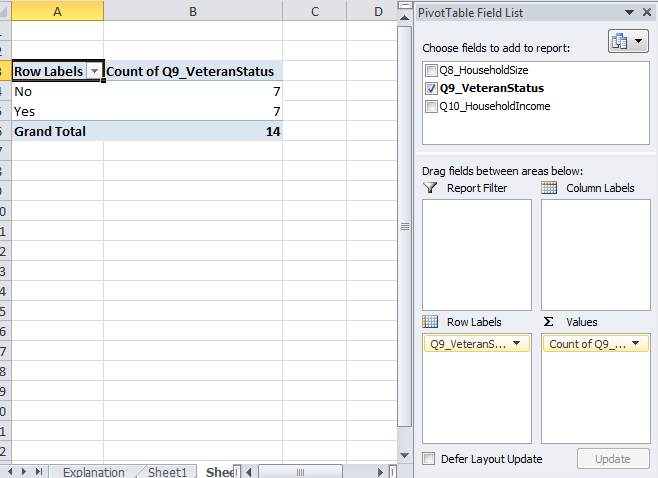 A B C D
Row Labels Count of Q9_VeteranStatus
No 7
Yes 7
Grand Total 14
Explanation Sheet1 Shee
PivotTable Field List
Choose fields to add to report:
Q8_HouseholdSize
Q9_VeteranStatus
Q10_HouseholdIncome
Drag fields between areas below:
Report Filter Column Labels
Row Labels Σ Values
Q9_VeteranS... Count of Q9_...
Defer Layout Update Update